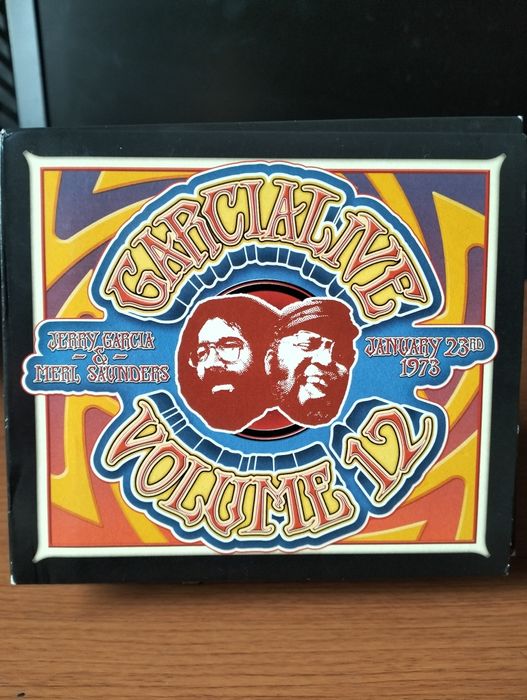 GARCIALIVE
JERRY GARCIA
- & -
MERL SAUNDERS
JANUARY 23RD
1973
VOLUME 12